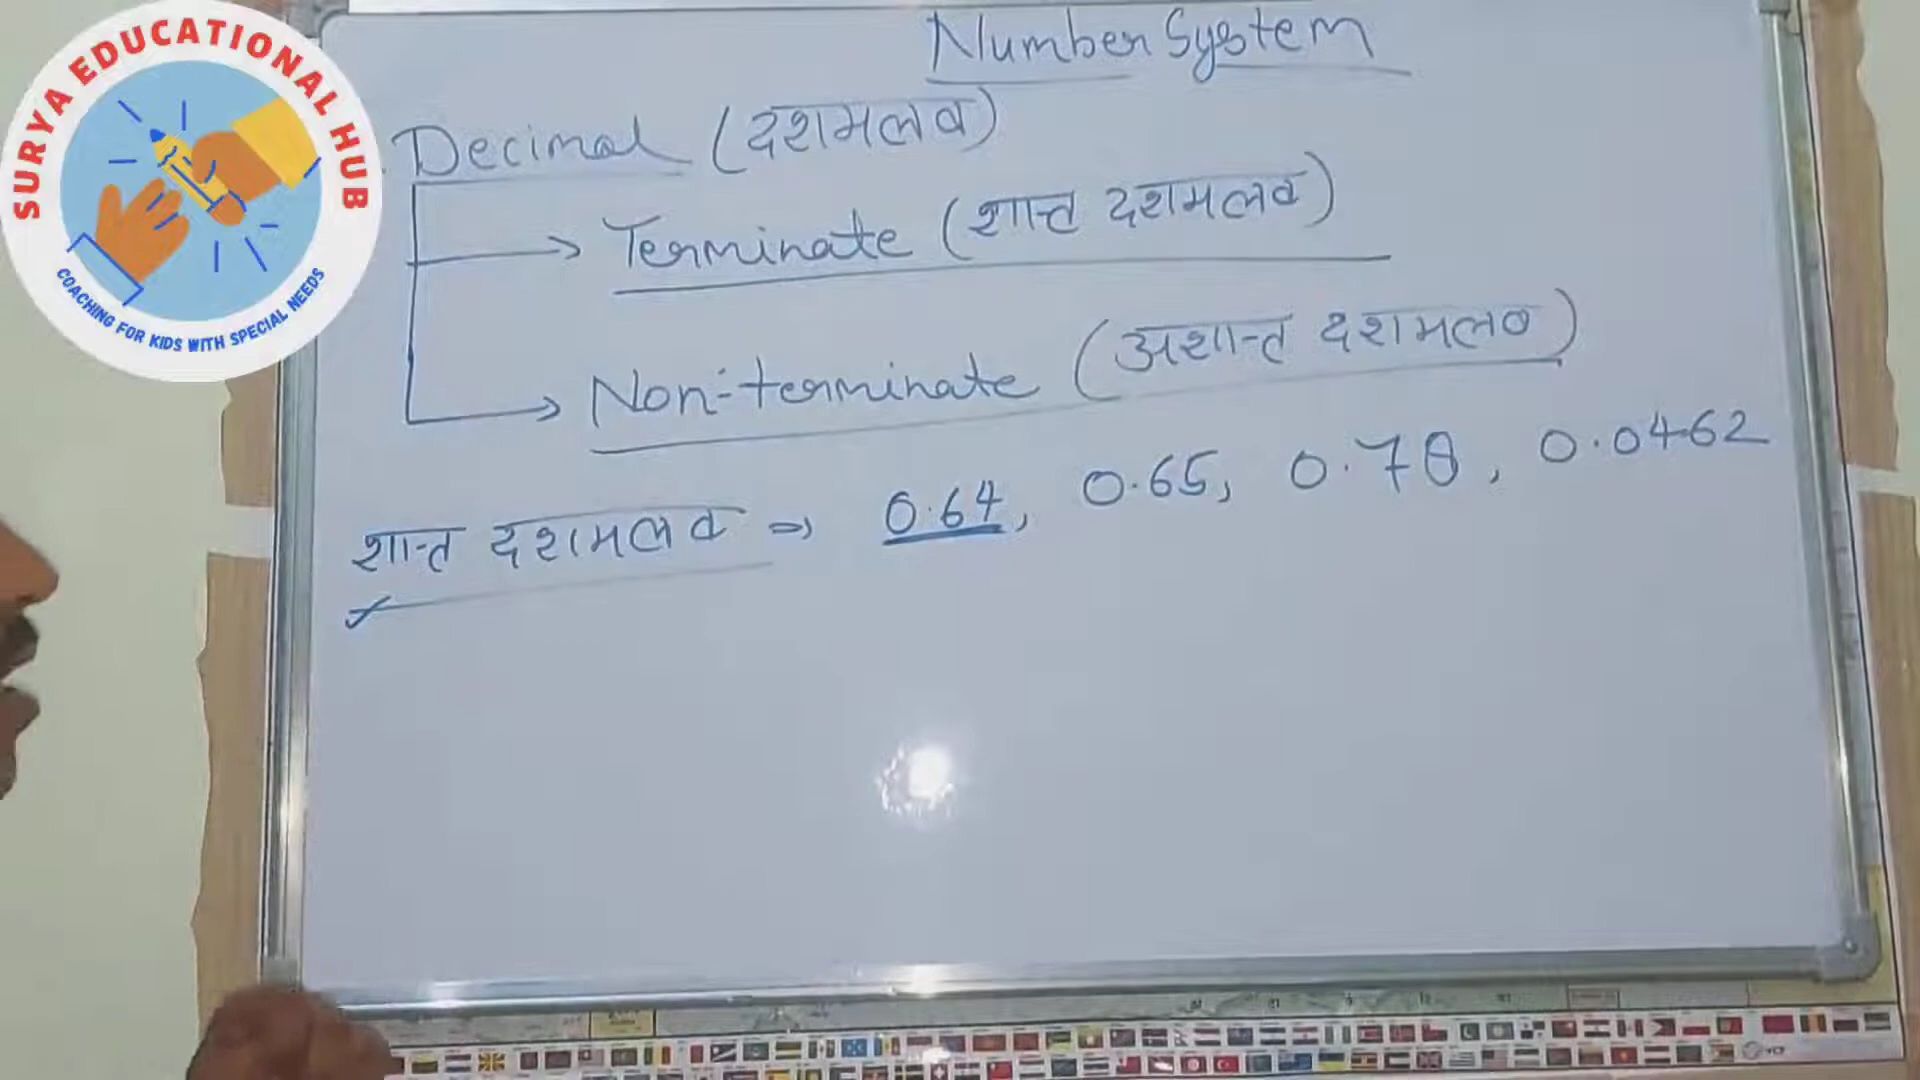 SURYA EDUCATIONAL HUB
COACHING FOR KIDS WITH SPECIAL NEEDS
Number System
Decimal (दशमलव)
→ Terminate (शान्त दशमलव)
→ Non-terminate (अशान्त दशमलव)
शान्त दशमलव ⇒ 0.64, 0.65, 0.78, 0.0462